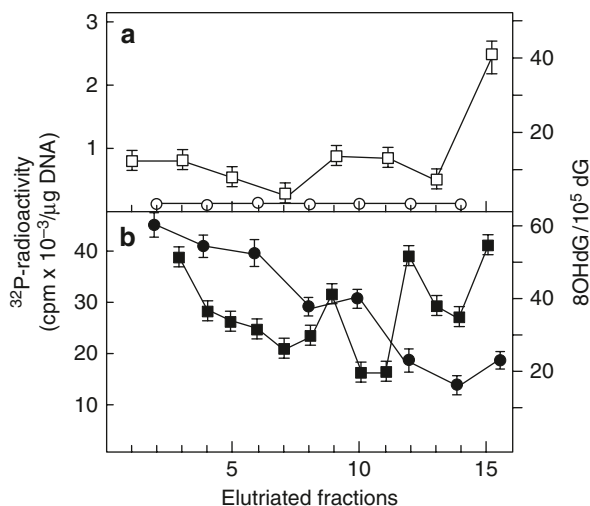 a
3
2
1
40
20
b
40
30
20
10
60
40
20
5
10
15
³²P-radioactivity
(cpm x 10⁻³/μg DNA)
8OHdG/10⁵ dG
Elutriated fractions